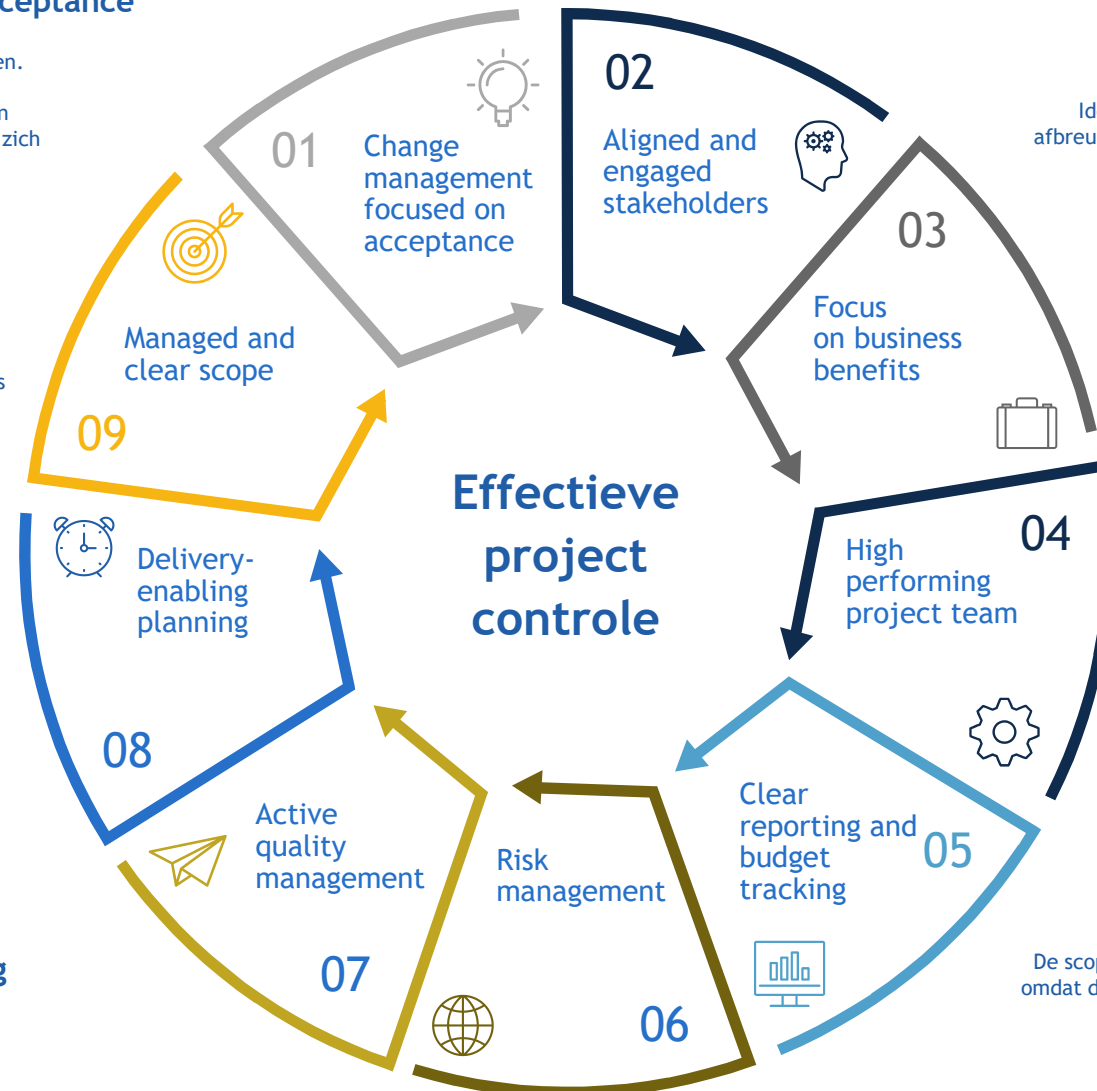 ceptance
en.
n
zich
s
g
01
Change
management
focused on
acceptance
02
Aligned and
engaged
stakeholders
Id
afbreu
03
Focus
on business
benefits
04
High
performing
project team
Clear
reporting and
budget
tracking
05
De scop
omdat d
Risk
management
06
Active
quality
management
07
Delivery-
enabling
planning
08
Managed and
clear scope
09
Effectieve
project
controle